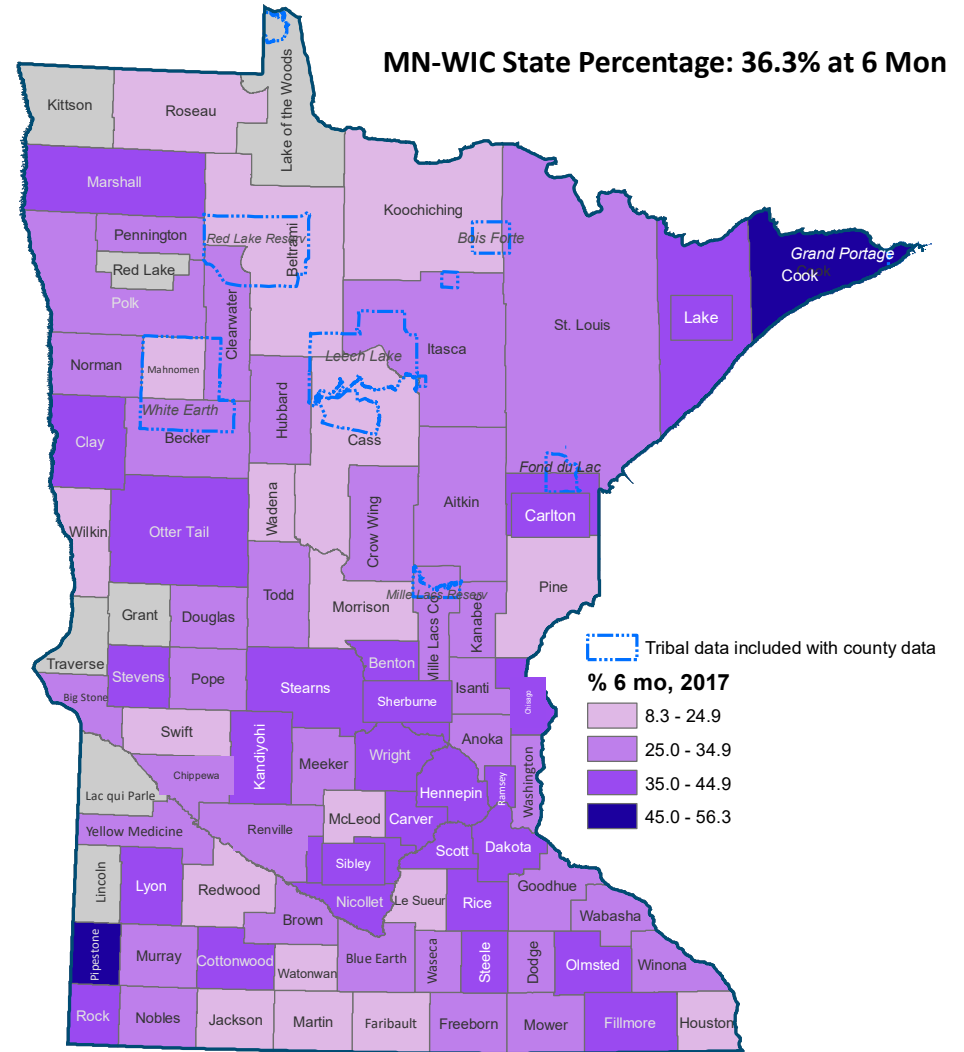 MN-WIC State Percentage: 36.3% at 6 Mon
Kittson
Roseau
Lake of the Woods
Marshall
Koochiching
Pennington
Red Lake Reserv
Beltrami
Bois Forte
Grand Portage
Cook
Cook
Red Lake
Polk
Clearwater
Lake
St. Louis
Norman
Mahnomen
Leech Lake
Itasca
White Earth
Becker
Hubbard
Cass
Clay
Fond du Lac
Wilkin
Otter Tail
Wadena
Crow Wing
Aitkin
Carlton
Pine
Grant
Douglas
Todd
Morrison
Mille Lacs Reserv
Mille Lacs Co
Kanabec
Tribal data included with county data
% 6 mo, 2017
8.3 - 24.9
25.0 - 34.9
35.0 - 44.9
45.0 - 56.3
Traverse
Stevens
Pope
Stearns
Benton
Sherburne
Isanti
Chisago
Big Stone
Swift
Kandiyohi
Meeker
Wright
Anoka
Washington
Chippewa
Hennepin
Ramsey
Lac qui Parle
Renville
McLeod
Carver
Yellow Medicine
Scott
Dakota
Sibley
Lincoln
Lyon
Redwood
Nicollet
Le Sueur
Rice
Goodhue
Brown
Wabasha
Pipestone
Murray
Cottonwood
Watonwan
Blue Earth
Waseca
Steele
Dodge
Olmsted
Winona
Rock
Nobles
Jackson
Martin
Faribault
Freeborn
Mower
Fillmore
Houston